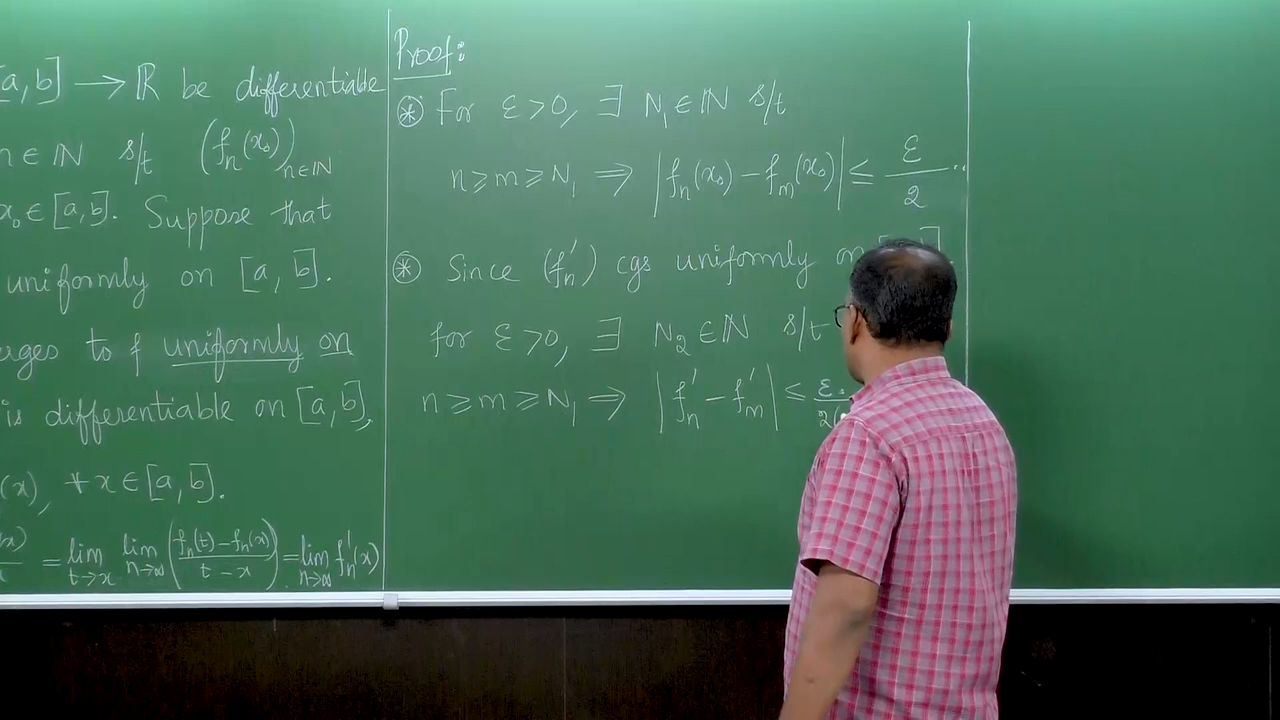 [a, b] → ℝ be differentiable
n ∈ ℕ s/t (fₙ(x₀))ₙ∈ℕ
x₀ ∈ [a, b]. Suppose that
uniformly on [a, b].
rges to f uniformly on
is differentiable on [a, b],
(x), ∀ x ∈ [a, b].
= lim_{t→x} lim_{n→∞} ( (fₙ(t) − fₙ(x)) / (t − x) ) = lim_{n→∞} fₙ'(x)
Proof:
⊛ For ε > 0, ∃ N₁ ∈ ℕ s/t
n ≥ m ≥ N₁ ⇒ |fₙ(x₀) − fₘ(x₀)| ≤ ε/2 ..
⊛ Since (fₙ') cgs uniformly on
for ε > 0, ∃ N₂ ∈ ℕ s/t
n ≥ m ≥ N₁ ⇒ |fₙ' − fₘ'| ≤ ε/2(